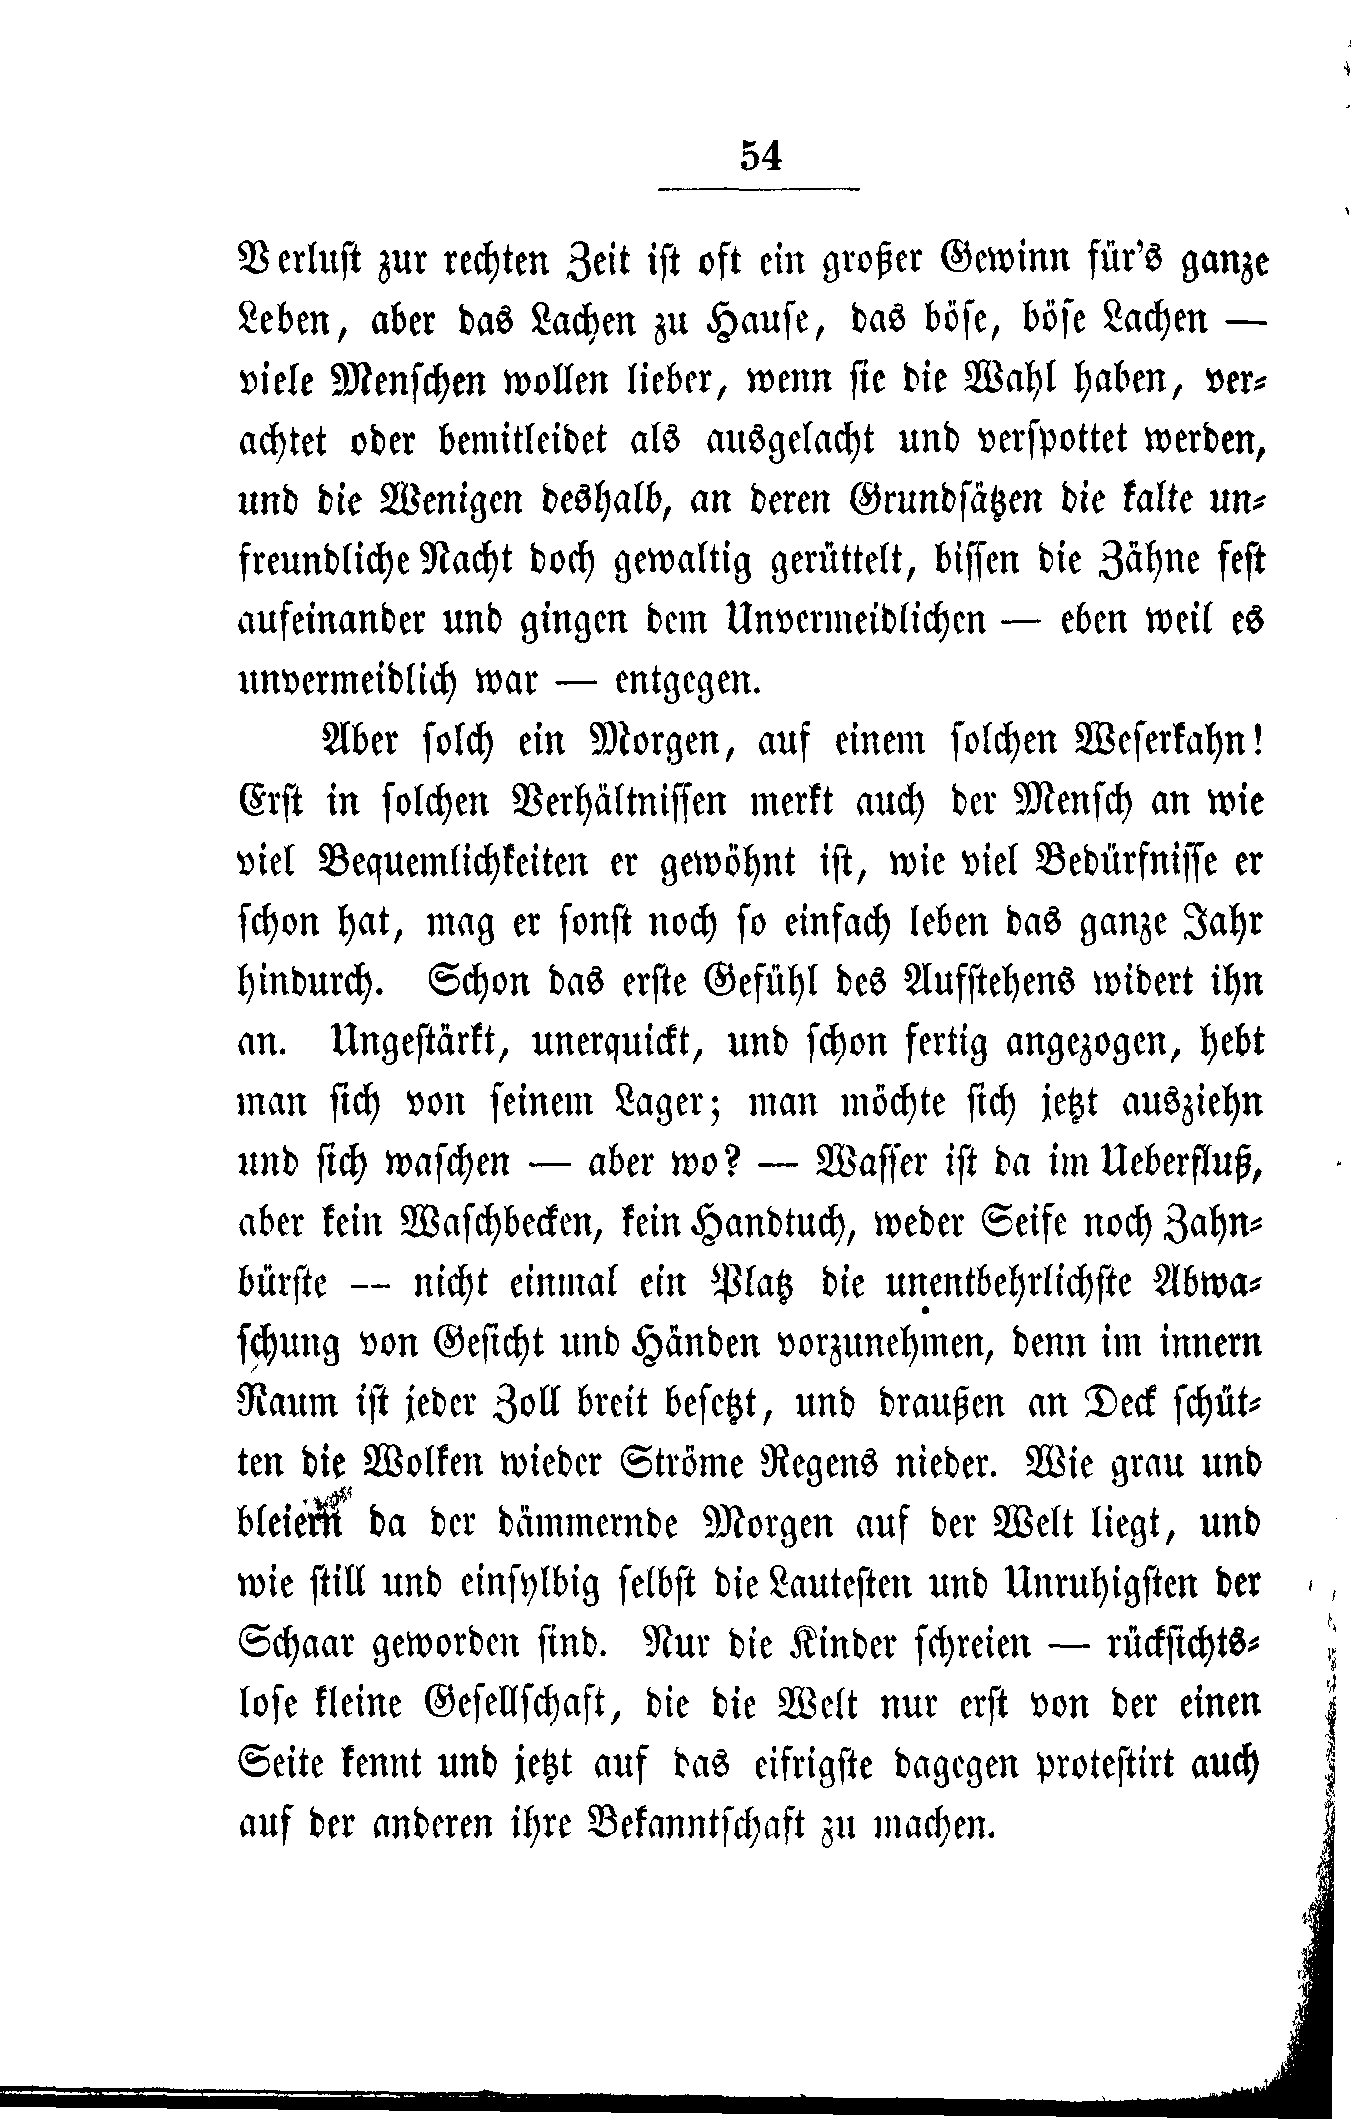 54
Verlust zur rechten Zeit ist oft ein großer Gewinn für's ganze
Leben, aber das Lachen zu Hause, das böse, böse Lachen —
viele Menschen wollen lieber, wenn sie die Wahl haben, ver-
achtet oder bemitleidet als ausgelacht und verspottet werden,
und die Wenigen deshalb, an deren Grundsätzen die kalte un-
freundliche Nacht doch gewaltig gerüttelt, bissen die Zähne fest
aufeinander und gingen dem Unvermeidlichen — eben weil es
unvermeidlich war — entgegen.
Aber solch ein Morgen, auf einem solchen Weserkahn!
Erst in solchen Verhältnissen merkt auch der Mensch an wie
viel Bequemlichkeiten er gewöhnt ist, wie viel Bedürfnisse er
schon hat, mag er sonst noch so einfach leben das ganze Jahr
hindurch. Schon das erste Gefühl des Aufstehens widert ihn
an. Ungestärkt, unerquickt, und schon fertig angezogen, hebt
man sich von seinem Lager; man möchte sich jetzt ausziehn
und sich waschen — aber wo? — Wasser ist da im Ueberfluß,
aber kein Waschbecken, kein Handtuch, weder Seife noch Zahn-
bürste — nicht einmal ein Platz die unentbehrlichste Abwa-
schung von Gesicht und Händen vorzunehmen, denn im innern
Raum ist jeder Zoll breit besetzt, und draußen an Deck schüt-
ten die Wolken wieder Ströme Regens nieder. Wie grau und
bleiern da der dämmernde Morgen auf der Welt liegt, und
wie still und einsylbig selbst die Lautesten und Unruhigsten der
Schaar geworden sind. Nur die Kinder schreien — rücksichts-
lose kleine Gesellschaft, die die Welt nur erst von der einen
Seite kennt und jetzt auf das eifrigste dagegen protestirt auch
auf der anderen ihre Bekanntschaft zu machen.